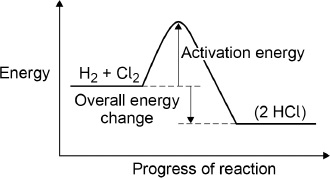 Energy
H₂ + Cl₂
Activation energy
Overall energy
change
(2 HCl)
Progress of reaction